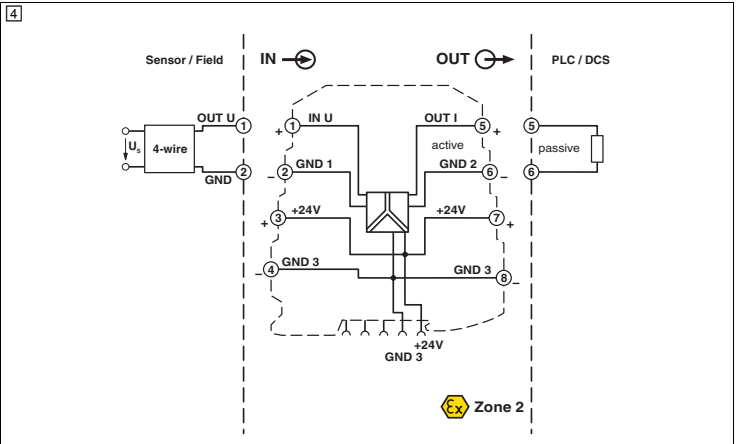 4
Sensor / Field
IN
OUT
PLC / DCS
OUT U
1
+
1
IN U
OUT I
5
+
5
Us
4-wire
active
passive
GND
2
–
2
GND 1
GND 2
6
–
6
+
3
+24V
+24V
7
+
–
4
GND 3
GND 3
8
–
+24V
GND 3
Ex
Zone 2